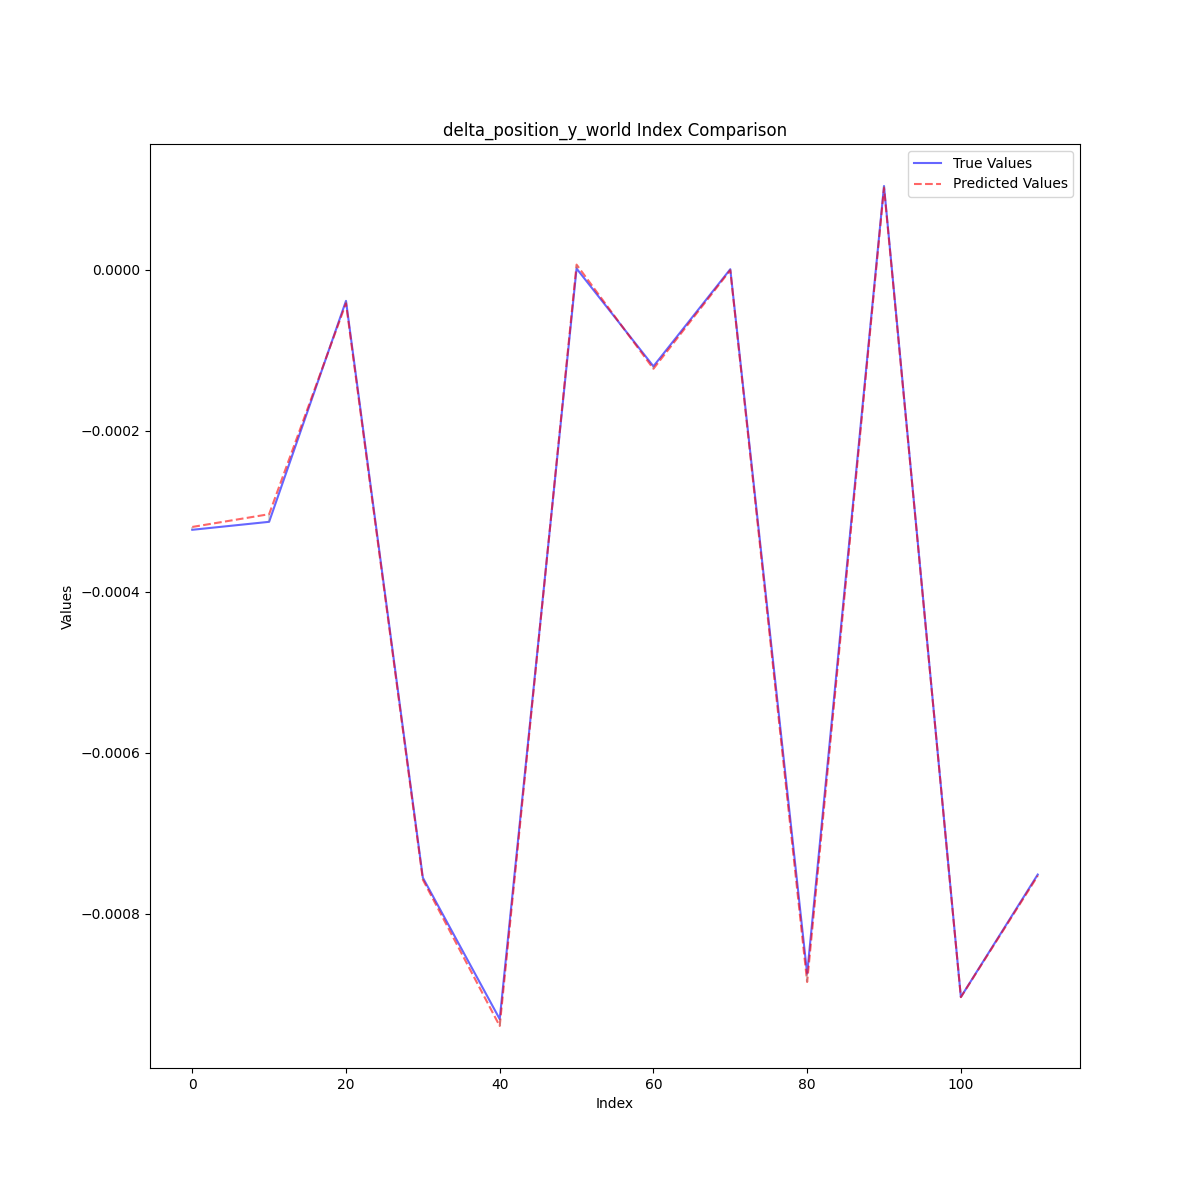 delta_position_y_world Index Comparison
True Values
Predicted Values
0.0000
−0.0002
−0.0004
−0.0006
−0.0008
Values
0
20
40
60
80
100
Index